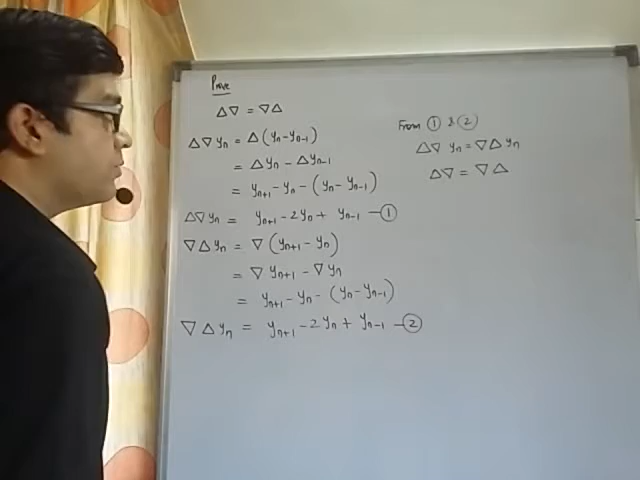 Prove
Δ∇ = ∇Δ
Δ∇yₙ = Δ(yₙ-yₙ₋₁)
= Δyₙ - Δyₙ₋₁
= yₙ₊₁ - yₙ - (yₙ - yₙ₋₁)
Δ∇yₙ = yₙ₊₁ - 2yₙ + yₙ₋₁ —①
∇Δyₙ = ∇(yₙ₊₁ - yₙ)
= ∇yₙ₊₁ - ∇yₙ
= yₙ₊₁ - yₙ - (yₙ - yₙ₋₁)
∇Δyₙ = yₙ₊₁ - 2yₙ + yₙ₋₁ —②
From ① & ②
Δ∇ yₙ = ∇Δ yₙ
Δ∇ = ∇Δ